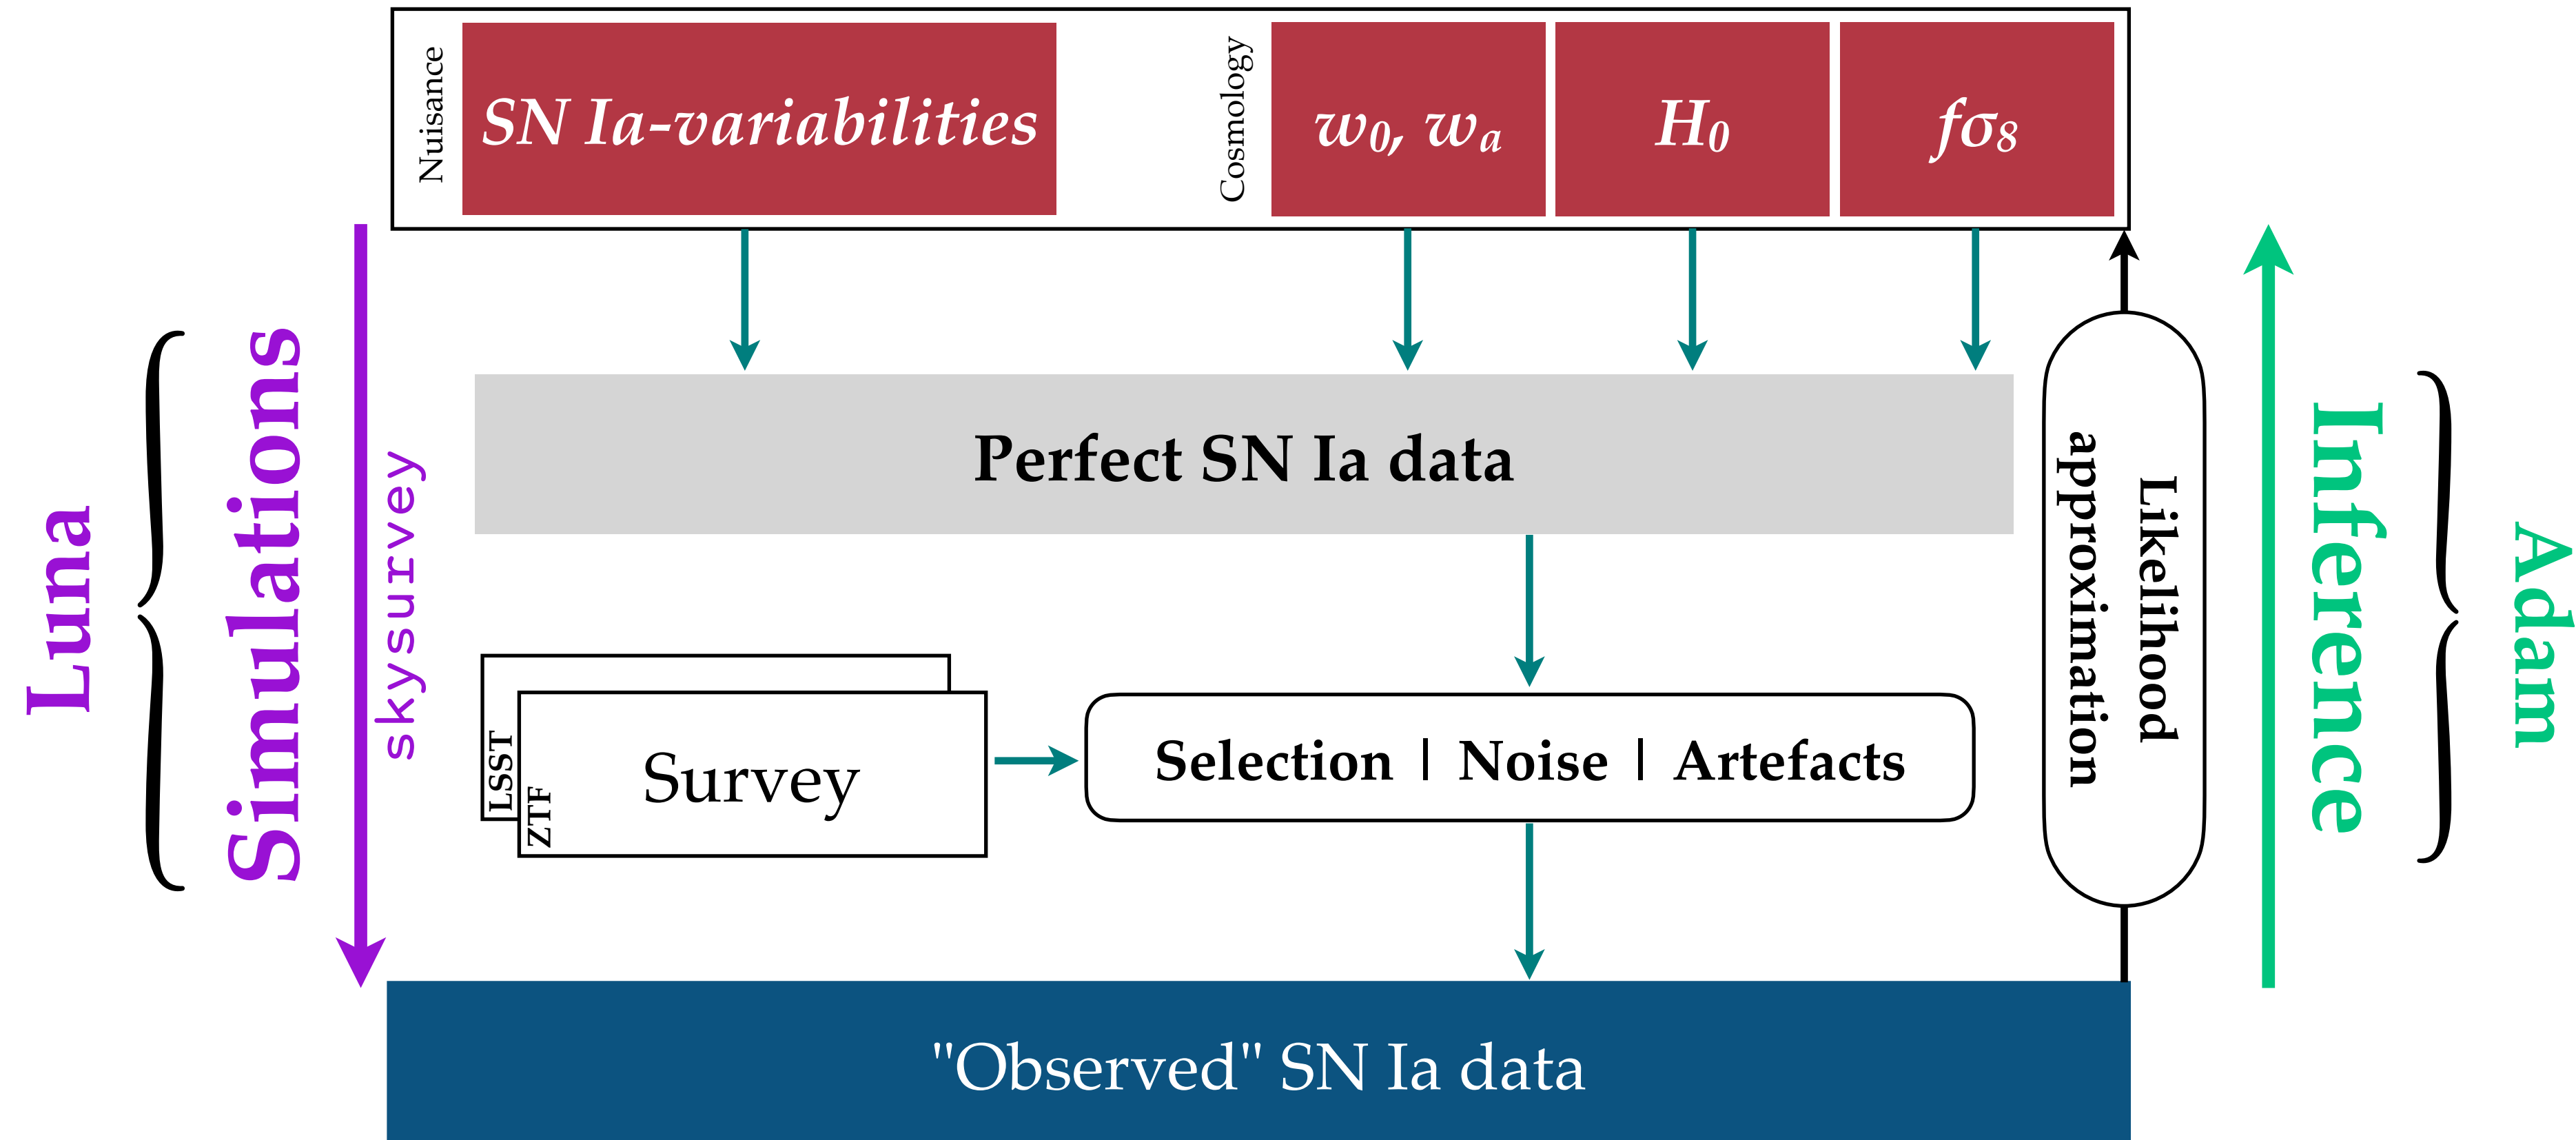 Nuisance
SN Ia-variabilities
Cosmology
w₀, wₐ
H₀
fσ₈
Luna
Simulations
skysurvey
Perfect SN Ia data
LSST
ZTF
Survey
Selection | Noise | Artefacts
Likelihood
approximation
Inference
Adam
"Observed" SN Ia data